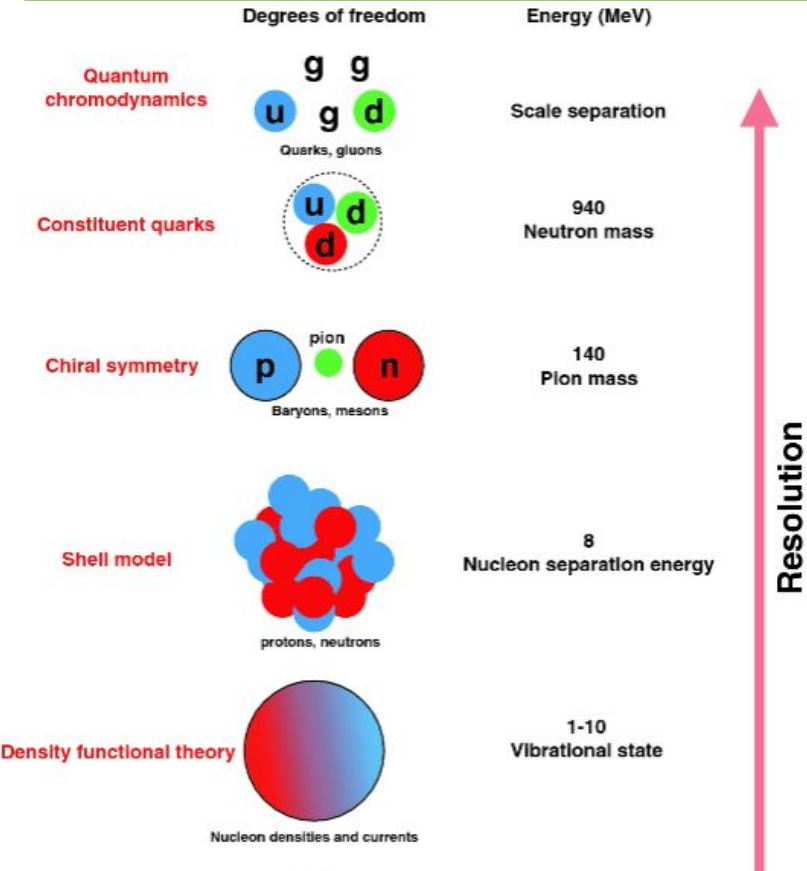 Degrees of freedom
Energy (MeV)
Quantum
chromodynamics
g g
u g d
Quarks, gluons
Scale separation
Constituent quarks
u d
d
940
Neutron mass
Chiral symmetry
pion
p n
Baryons, mesons
140
Pion mass
Shell model
protons, neutrons
8
Nucleon separation energy
Density functional theory
Nucleon densities and currents
1-10
Vibrational state
Resolution